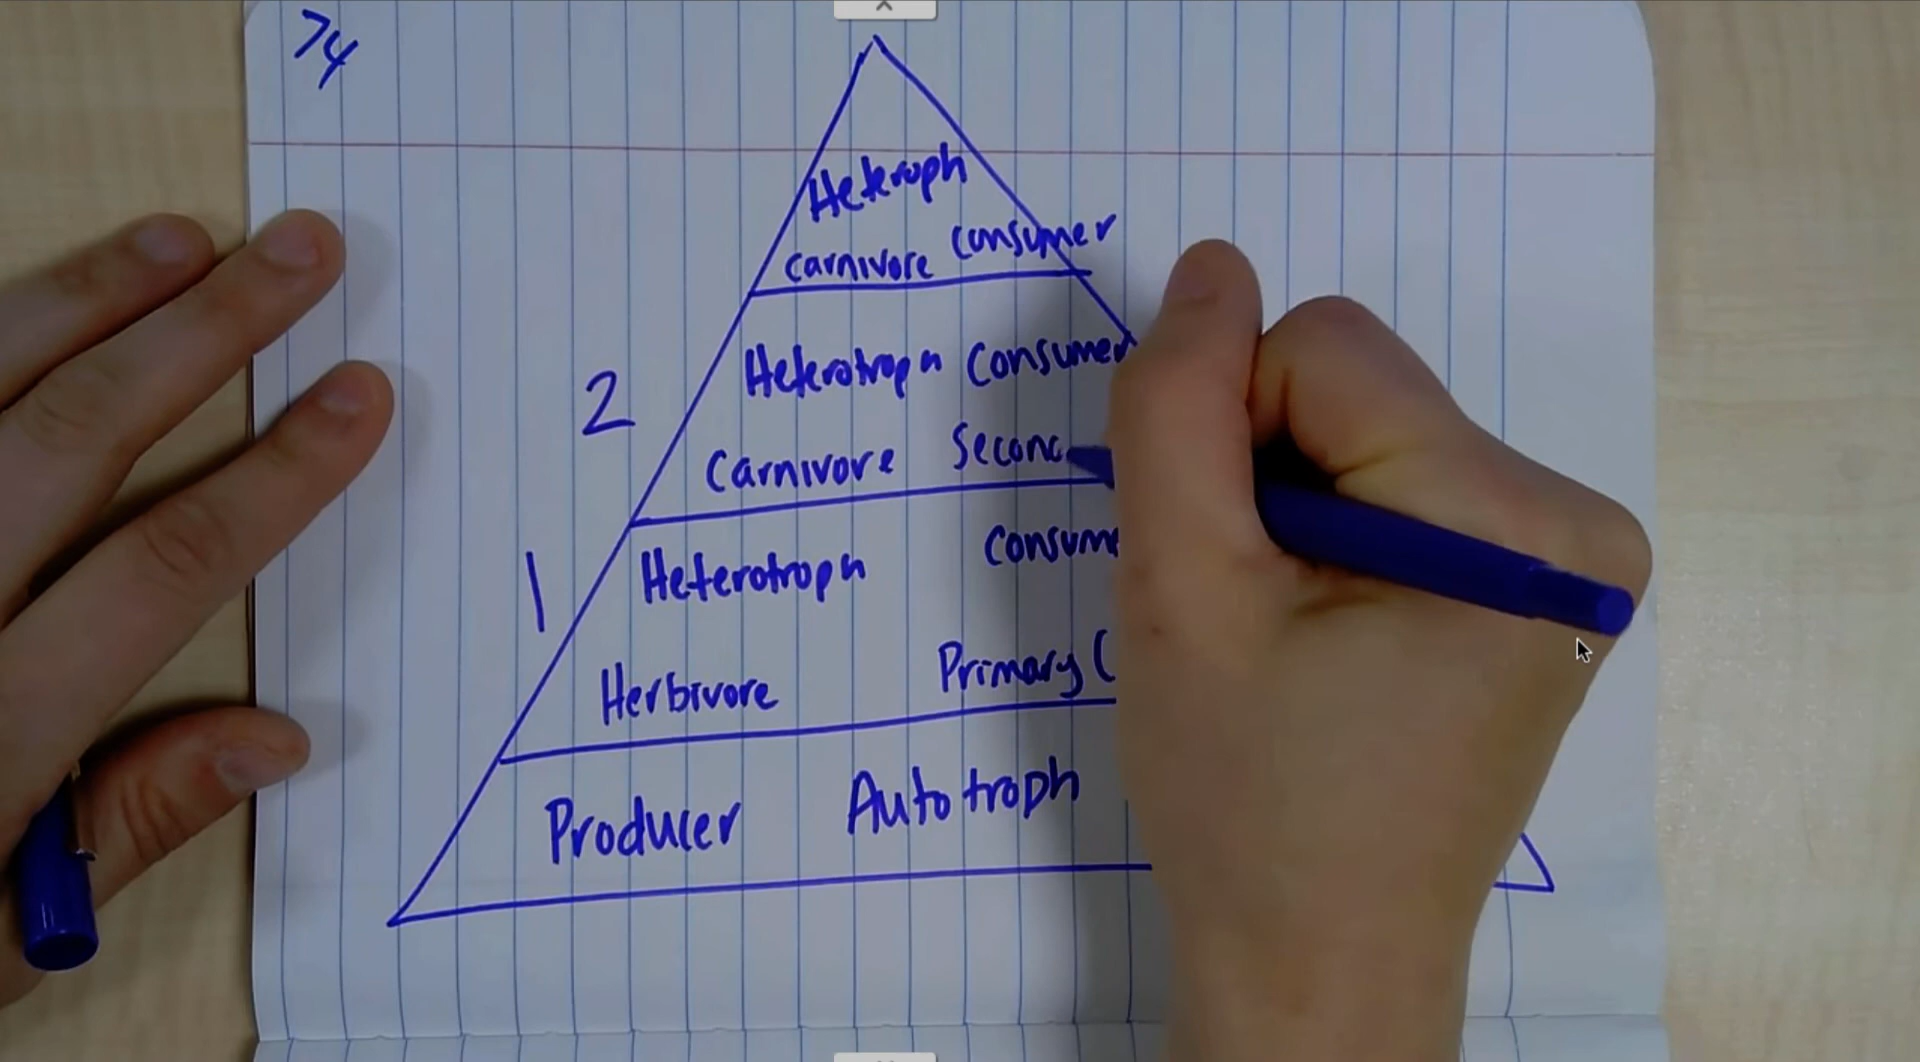 74
Heteroph
carnivore consumer
Heterotroph Consumer
2
Carnivore Second
Heterotroph Consume
1
Herbivore Primary C
Producer Autotroph